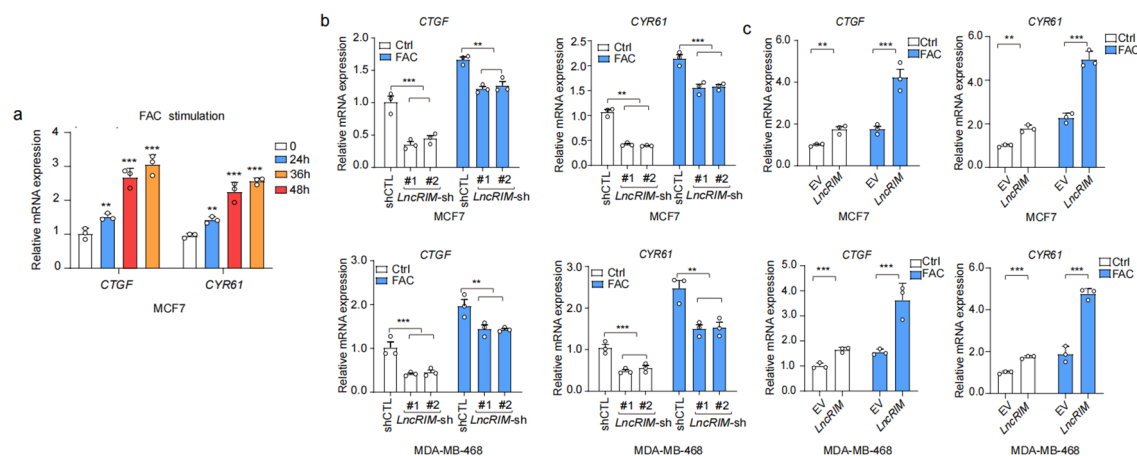 a
FAC stimulation
Relative mRNA expression
4
3
2
1
0
** *** *** ** *** ***
0
24h
36h
48h
CTGF CYR61
MCF7
b
CTGF
Relative mRNA expression
2.0
1.5
1.0
0.5
0.0
*** **
Ctrl
FAC
shCTL #1 #2 shCTL #1 #2
LncRIM-sh LncRIM-sh
MCF7
CYR61
Relative mRNA expression
2.5
2.0
1.5
1.0
0.5
0.0
** ***
Ctrl
FAC
shCTL #1 #2 shCTL #1 #2
LncRIM-sh LncRIM-sh
MCF7
CTGF
Relative mRNA expression
3.0
2.0
1.0
0.0
*** **
Ctrl
FAC
shCTL #1 #2 shCTL #1 #2
LncRIM-sh LncRIM-sh
MDA-MB-468
CYR61
Relative mRNA expression
3.0
2.0
1.0
0.0
*** **
Ctrl
FAC
shCTL #1 #2 shCTL #1 #2
LncRIM-sh LncRIM-sh
MDA-MB-468
c
CTGF
Relative mRNA expression
6.0
4.0
2.0
0.0
** ***
Ctrl
FAC
EV LncRIM EV LncRIM
MCF7
CYR61
Relative mRNA expression
6.0
4.0
2.0
0.0
** ***
Ctrl
FAC
EV LncRIM EV LncRIM
MCF7
CTGF
Relative mRNA expression
5.0
4.0
3.0
2.0
1.0
0.0
*** ***
Ctrl
FAC
EV LncRIM EV LncRIM
MDA-MB-468
CYR61
Relative mRNA expression
6.0
4.0
2.0
0.0
*** ***
Ctrl
FAC
EV LncRIM EV LncRIM
MDA-MB-468